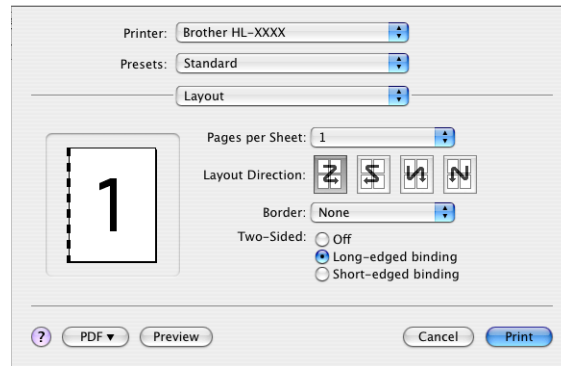 Printer: Brother HL-XXXX
Presets: Standard
Layout
Pages per Sheet: 1
Layout Direction:
Border: None
Two-Sided: Off
Long-edged binding
Short-edged binding
1
? PDF▼ Preview Cancel Print